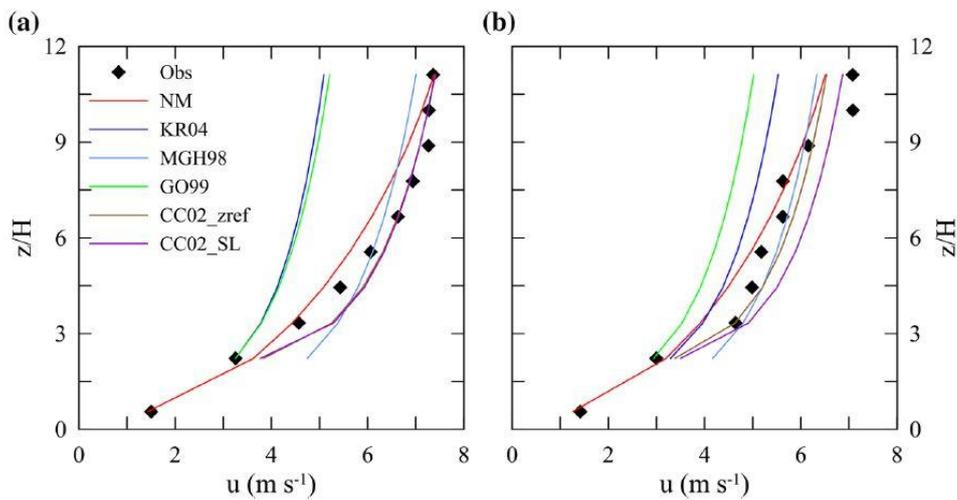 (a)
(b)
12
9
6
3
0
z/H
Obs
NM
KR04
MGH98
GO99
CC02_zref
CC02_SL
0 2 4 6 8
u (m s⁻¹)
0 2 4 6 8
u (m s⁻¹)
12
9
6
3
0
z/H